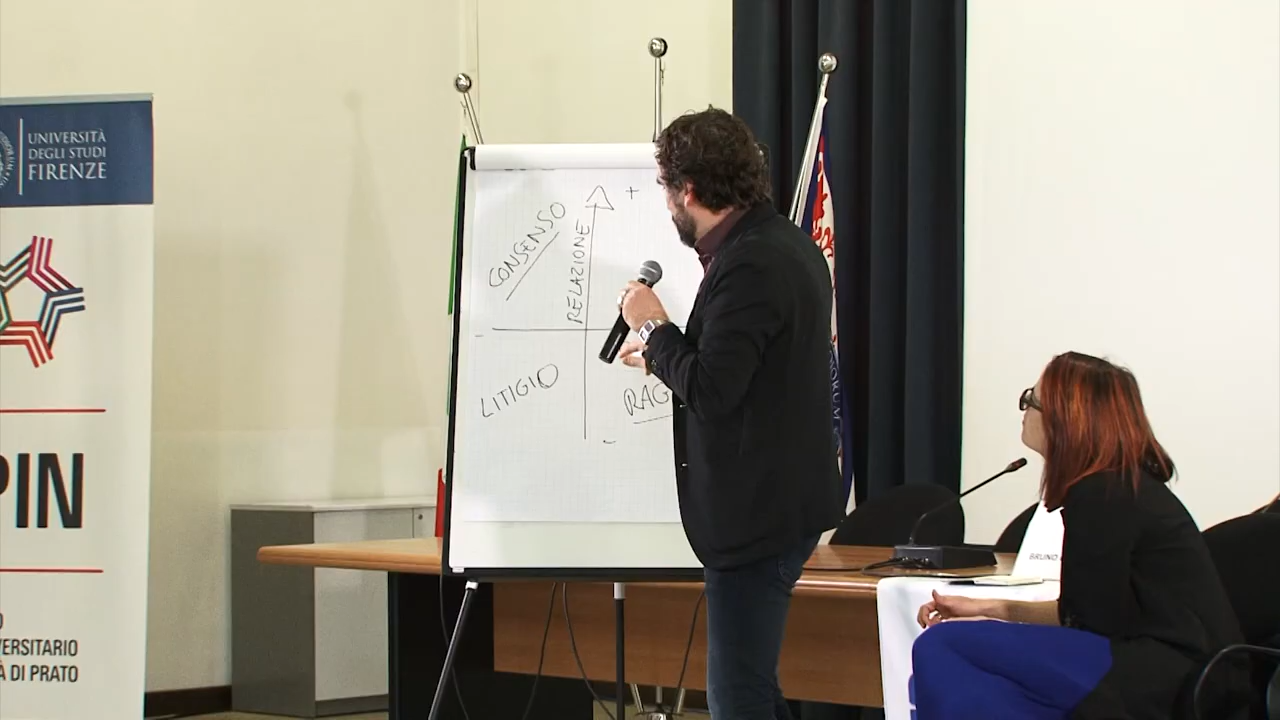 UNIVERSITÀ
DEGLI STUDI
FIRENZE
PIN
VERSITARIO
À DI PRATO
CONSENSO
RELAZIONE
+
-
LITIGIO
RAG
-
BRUNO